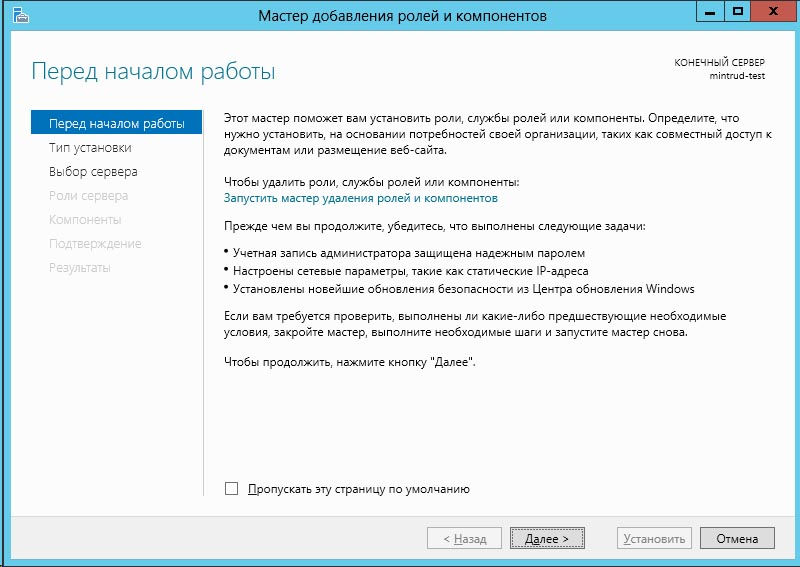 Мастер добавления ролей и компонентов
Перед началом работы
КОНЕЧНЫЙ СЕРВЕР
mintrud-test
Перед началом работы
Тип установки
Выбор сервера
Роли сервера
Компоненты
Подтверждение
Результаты
Этот мастер поможет вам установить роли, службы ролей или компоненты. Определите, что
нужно установить, на основании потребностей своей организации, таких как совместный доступ к
документам или размещение веб-сайта.
Чтобы удалить роли, службы ролей или компоненты:
Запустить мастер удаления ролей и компонентов
Прежде чем вы продолжите, убедитесь, что выполнены следующие задачи:
• Учетная запись администратора защищена надежным паролем
• Настроены сетевые параметры, такие как статические IP-адреса
• Установлены новейшие обновления безопасности из Центра обновления Windows
Если вам требуется проверить, выполнены ли какие-либо предшествующие необходимые
условия, закройте мастер, выполните необходимые шаги и запустите мастер снова.
Чтобы продолжить, нажмите кнопку "Далее".
Пропускать эту страницу по умолчанию
< Назад
Далее >
Установить
Отмена